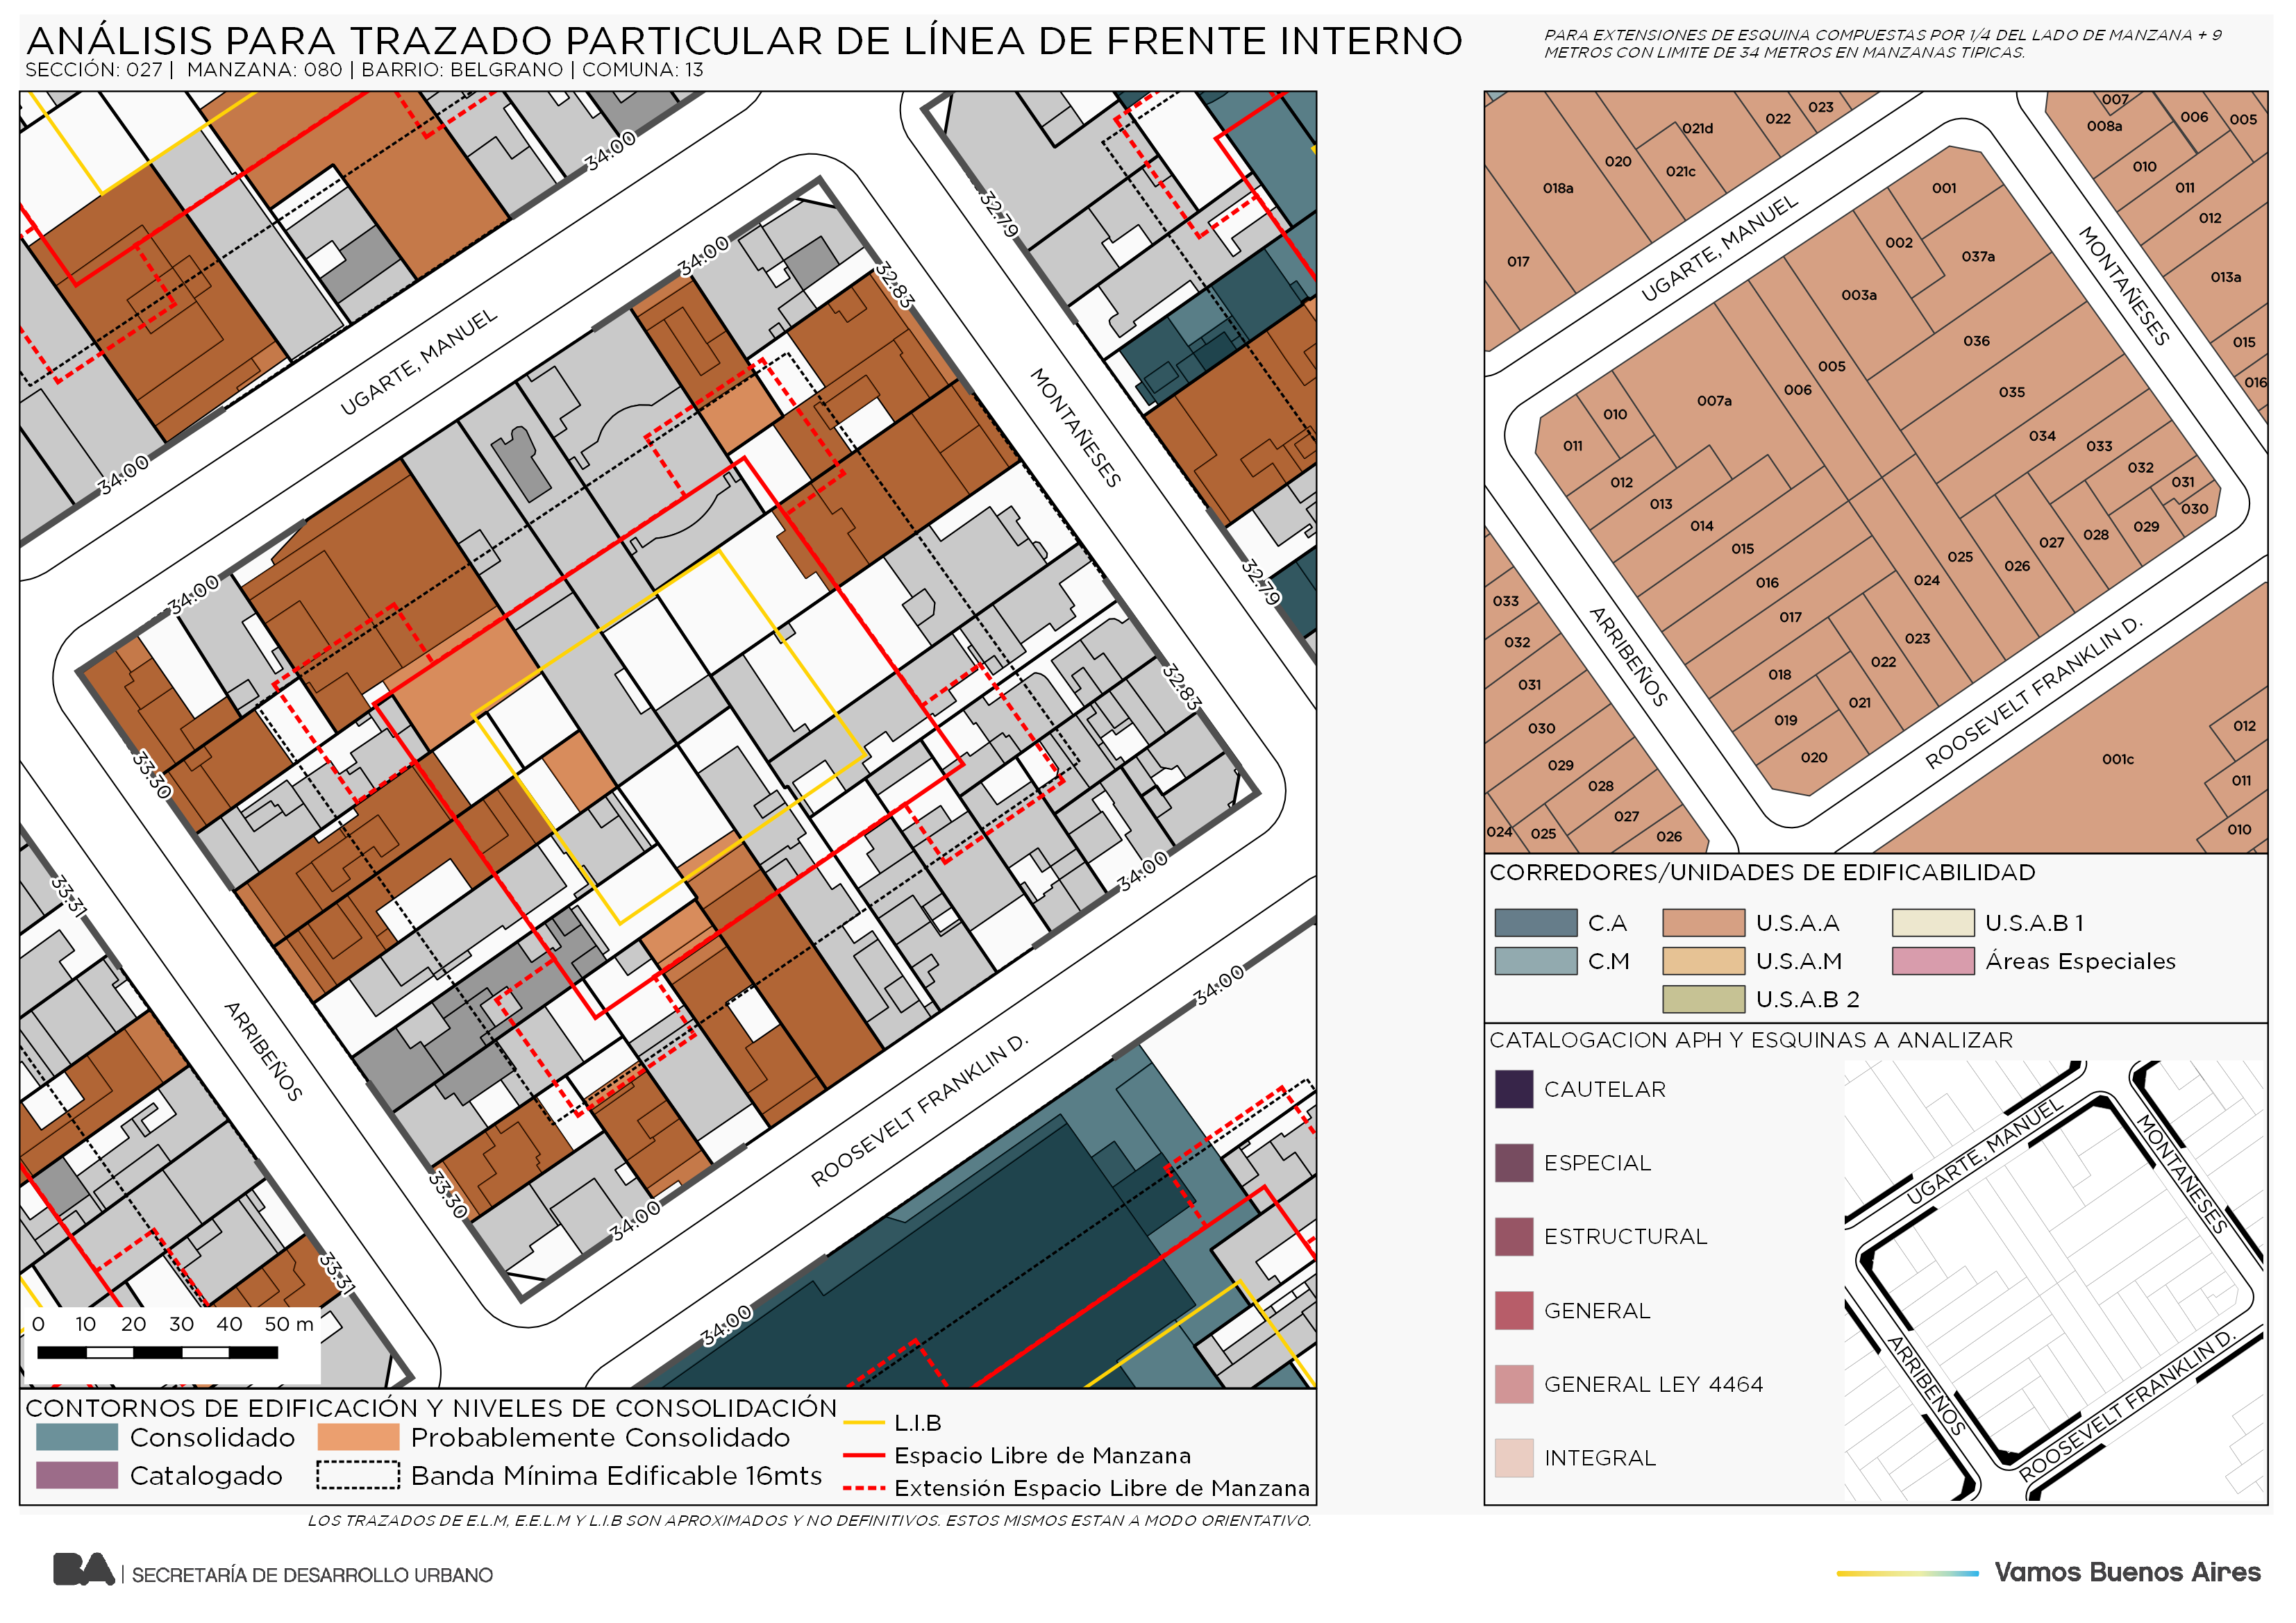 ANÁLISIS PARA TRAZADO PARTICULAR DE LÍNEA DE FRENTE INTERNO
SECCIÓN: 027 | MANZANA: 080 | BARRIO: BELGRANO | COMUNA: 13
PARA EXTENSIONES DE ESQUINA COMPUESTAS POR 1/4 DEL LADO DE MANZANA + 9
METROS CON LIMITE DE 34 METROS EN MANZANAS TIPICAS.
34.00
34.00
34.00
34.00
32.79
32.83
UGARTE, MANUEL
MONTAÑESES
32.79
32.83
33.30
33.31
ARRIBEÑOS
33.30
33.31
34.00
34.00
34.00
34.00
ROOSEVELT FRANKLIN D.
0 10 20 30 40 50 m
CONTORNOS DE EDIFICACIÓN Y NIVELES DE CONSOLIDACIÓN
Consolidado
Probablemente Consolidado
Catalogado
Banda Mínima Edificable 16mts
L.I.B
Espacio Libre de Manzana
Extensión Espacio Libre de Manzana
LOS TRAZADOS DE E.L.M, E.E.L.M Y L.I.B SON APROXIMADOS Y NO DEFINITIVOS. ESTOS MISMOS ESTAN A MODO ORIENTATIVO.
018a
020
021d
021c
022
023
017
007
008a
006
005
010
011
012
013a
015
016
UGARTE, MANUEL
MONTAÑESES
001
002
037a
003a
036
005
006
035
007a
010
011
034
033
032
031
030
012
013
014
015
016
017
018
019
020
021
022
023
024
025
026
027
028
029
ARRIBEÑOS
ROOSEVELT FRANKLIN D.
033
032
031
030
029
028
027
026
025
024
001c
012
011
010
CORREDORES/UNIDADES DE EDIFICABILIDAD
C.A
U.S.A.A
U.S.A.B 1
C.M
U.S.A.M
Áreas Especiales
U.S.A.B 2
CATALOGACION APH Y ESQUINAS A ANALIZAR
CAUTELAR
ESPECIAL
ESTRUCTURAL
GENERAL
GENERAL LEY 4464
INTEGRAL
UGARTE, MANUEL
MONTAÑESES
ARRIBEÑOS
ROOSEVELT FRANKLIN D.
BA | SECRETARÍA DE DESARROLLO URBANO
Vamos Buenos Aires